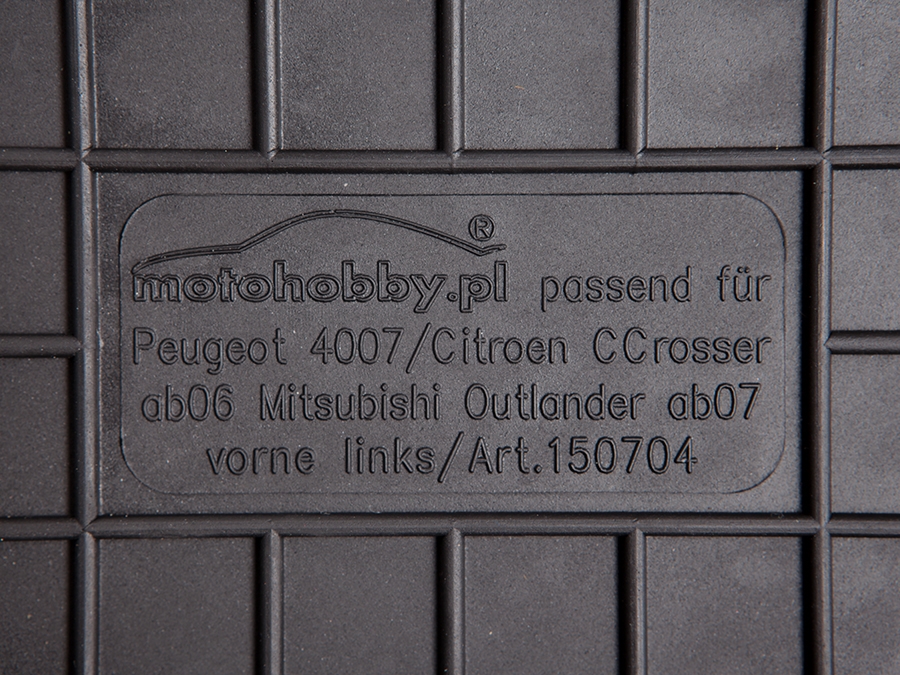 motohobby.pl ® passend für
Peugeot 4007/Citroen CCrosser
ab06 Mitsubishi Outlander ab07
vorne links/Art.150704